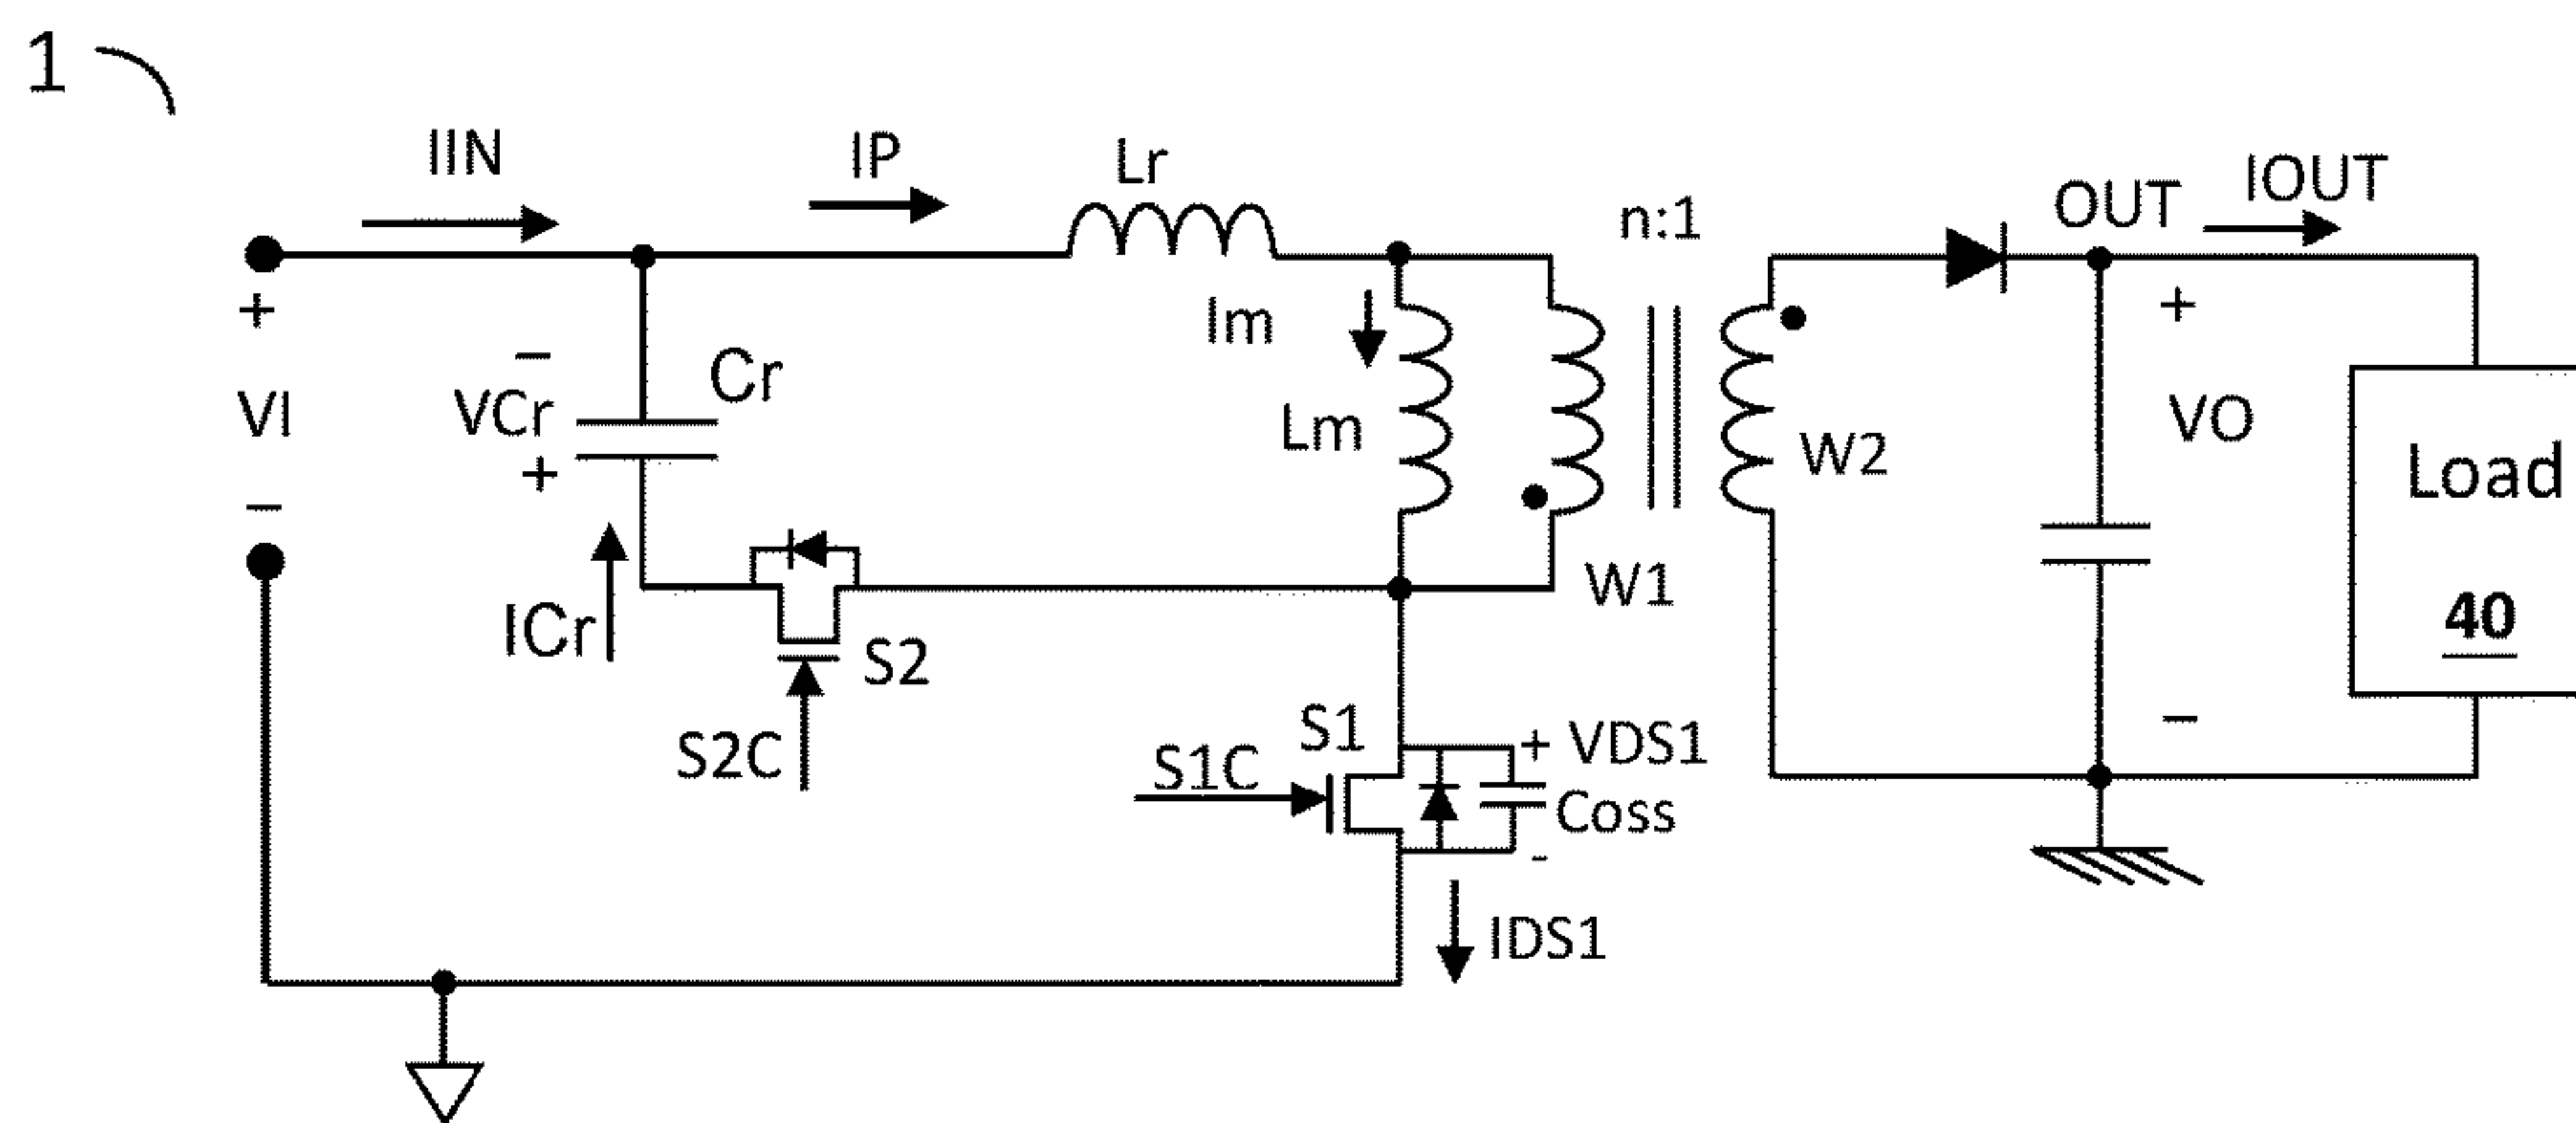 1
IIN
IP
Lr
n:1
OUT
IOUT
+
VI
−
−
VCr
+
Cr
Im
Lm
W1
W2
+
VO
−
Load
40
ICr
S2
S2C
S1
S1C
+ VDS1
Coss
-
IDS1